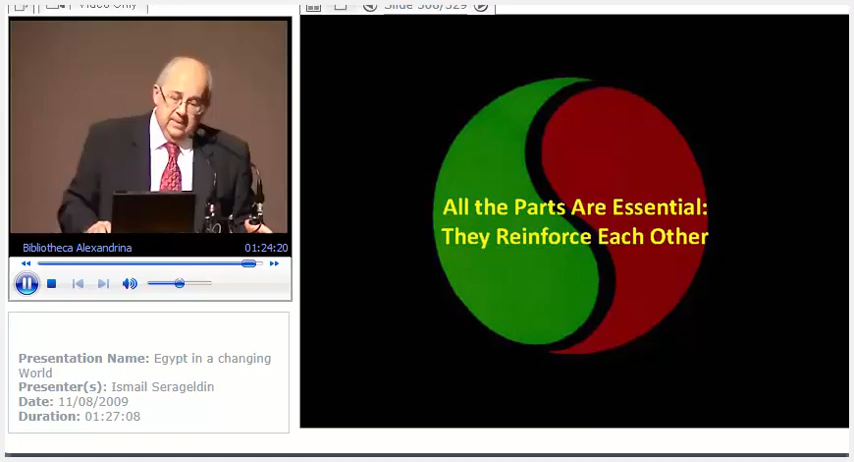 Video Only
Slide 306/329
All the Parts Are Essential:
They Reinforce Each Other
Bibliotheca Alexandrina 01:24:20
Presentation Name: Egypt in a changing
World
Presenter(s): Ismail Serageldin
Date: 11/08/2009
Duration: 01:27:08